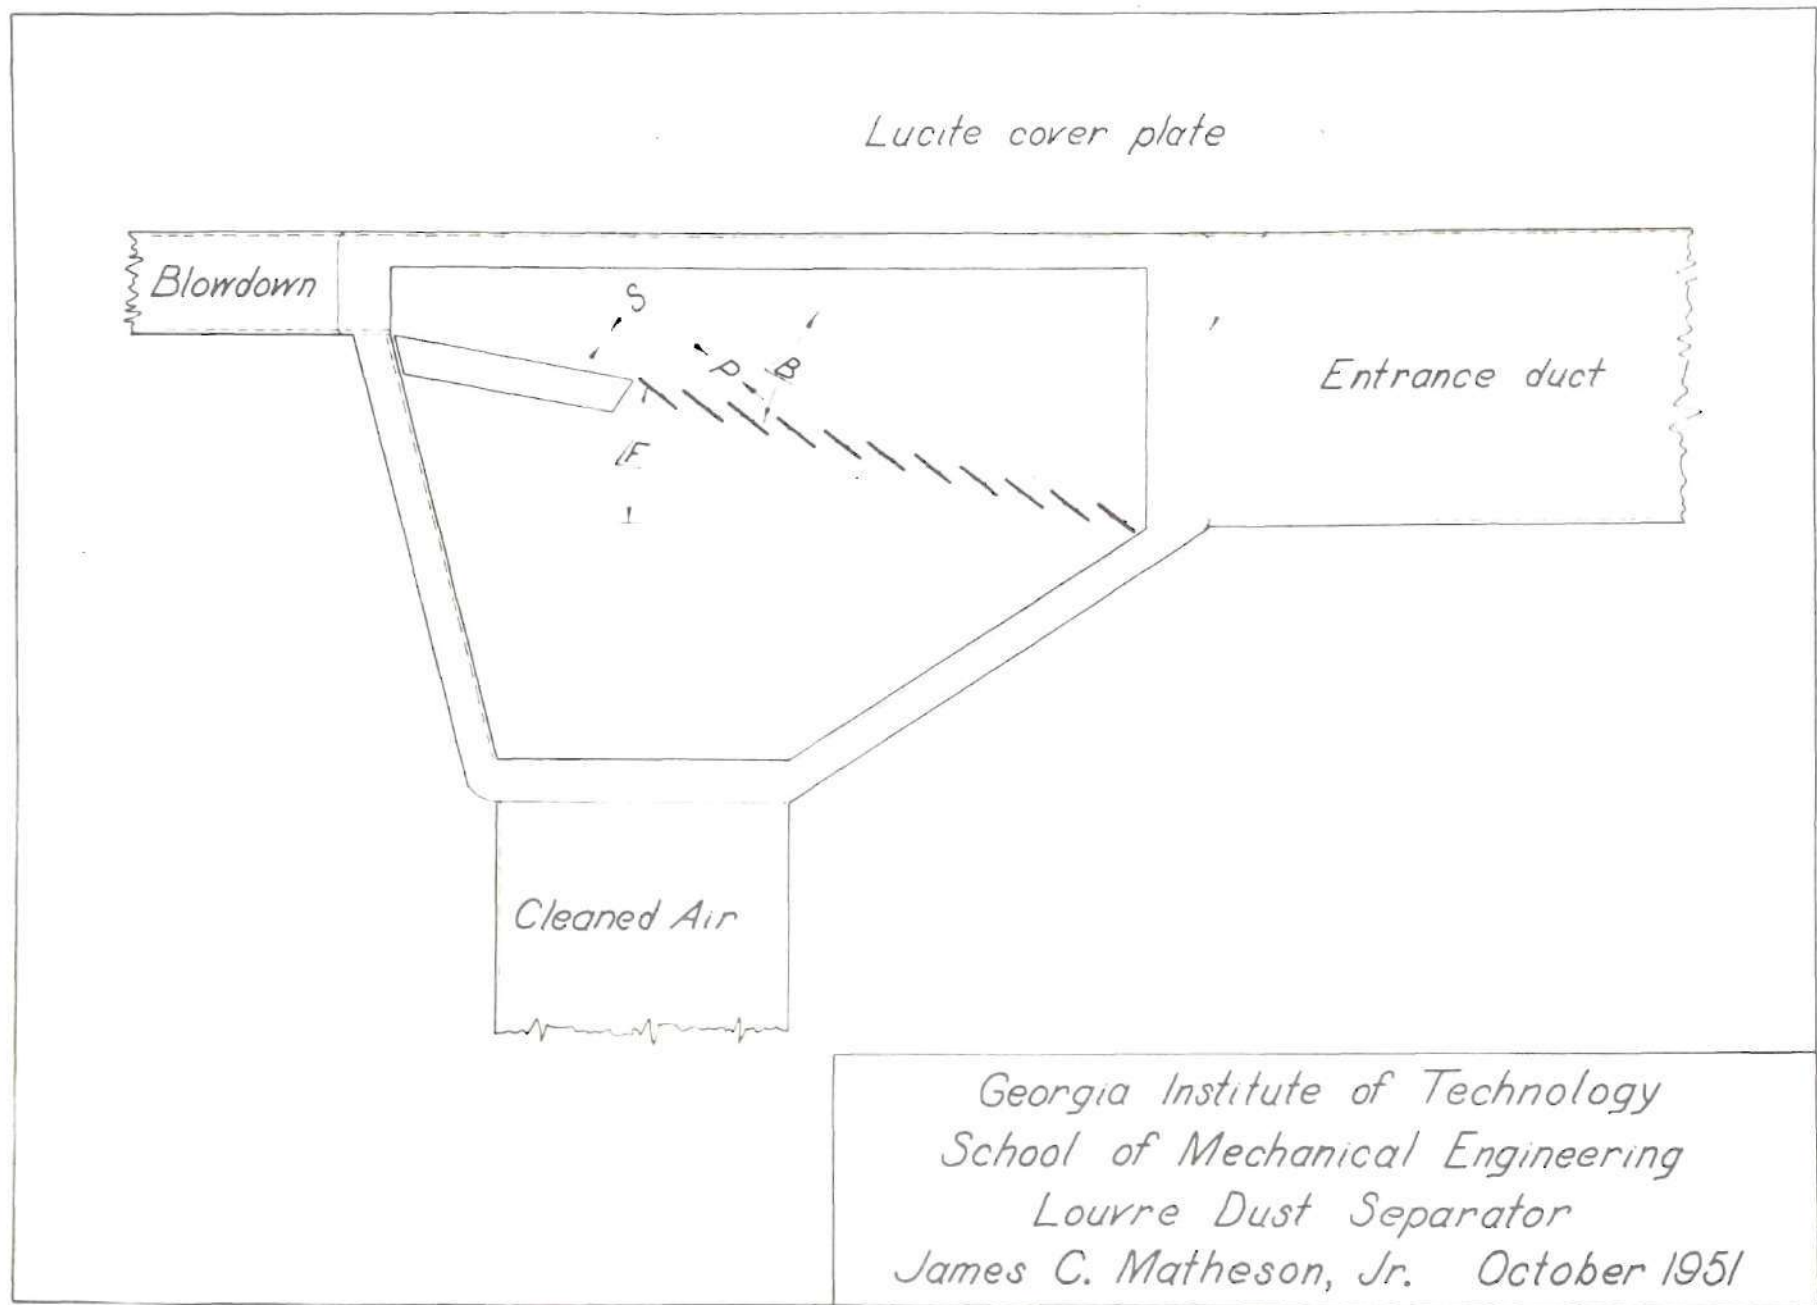 Lucite cover plate
Blowdown
S
P
B
Entrance duct
F
Cleaned Air
Georgia Institute of Technology
School of Mechanical Engineering
Louvre Dust Separator
James C. Matheson, Jr. October 1951